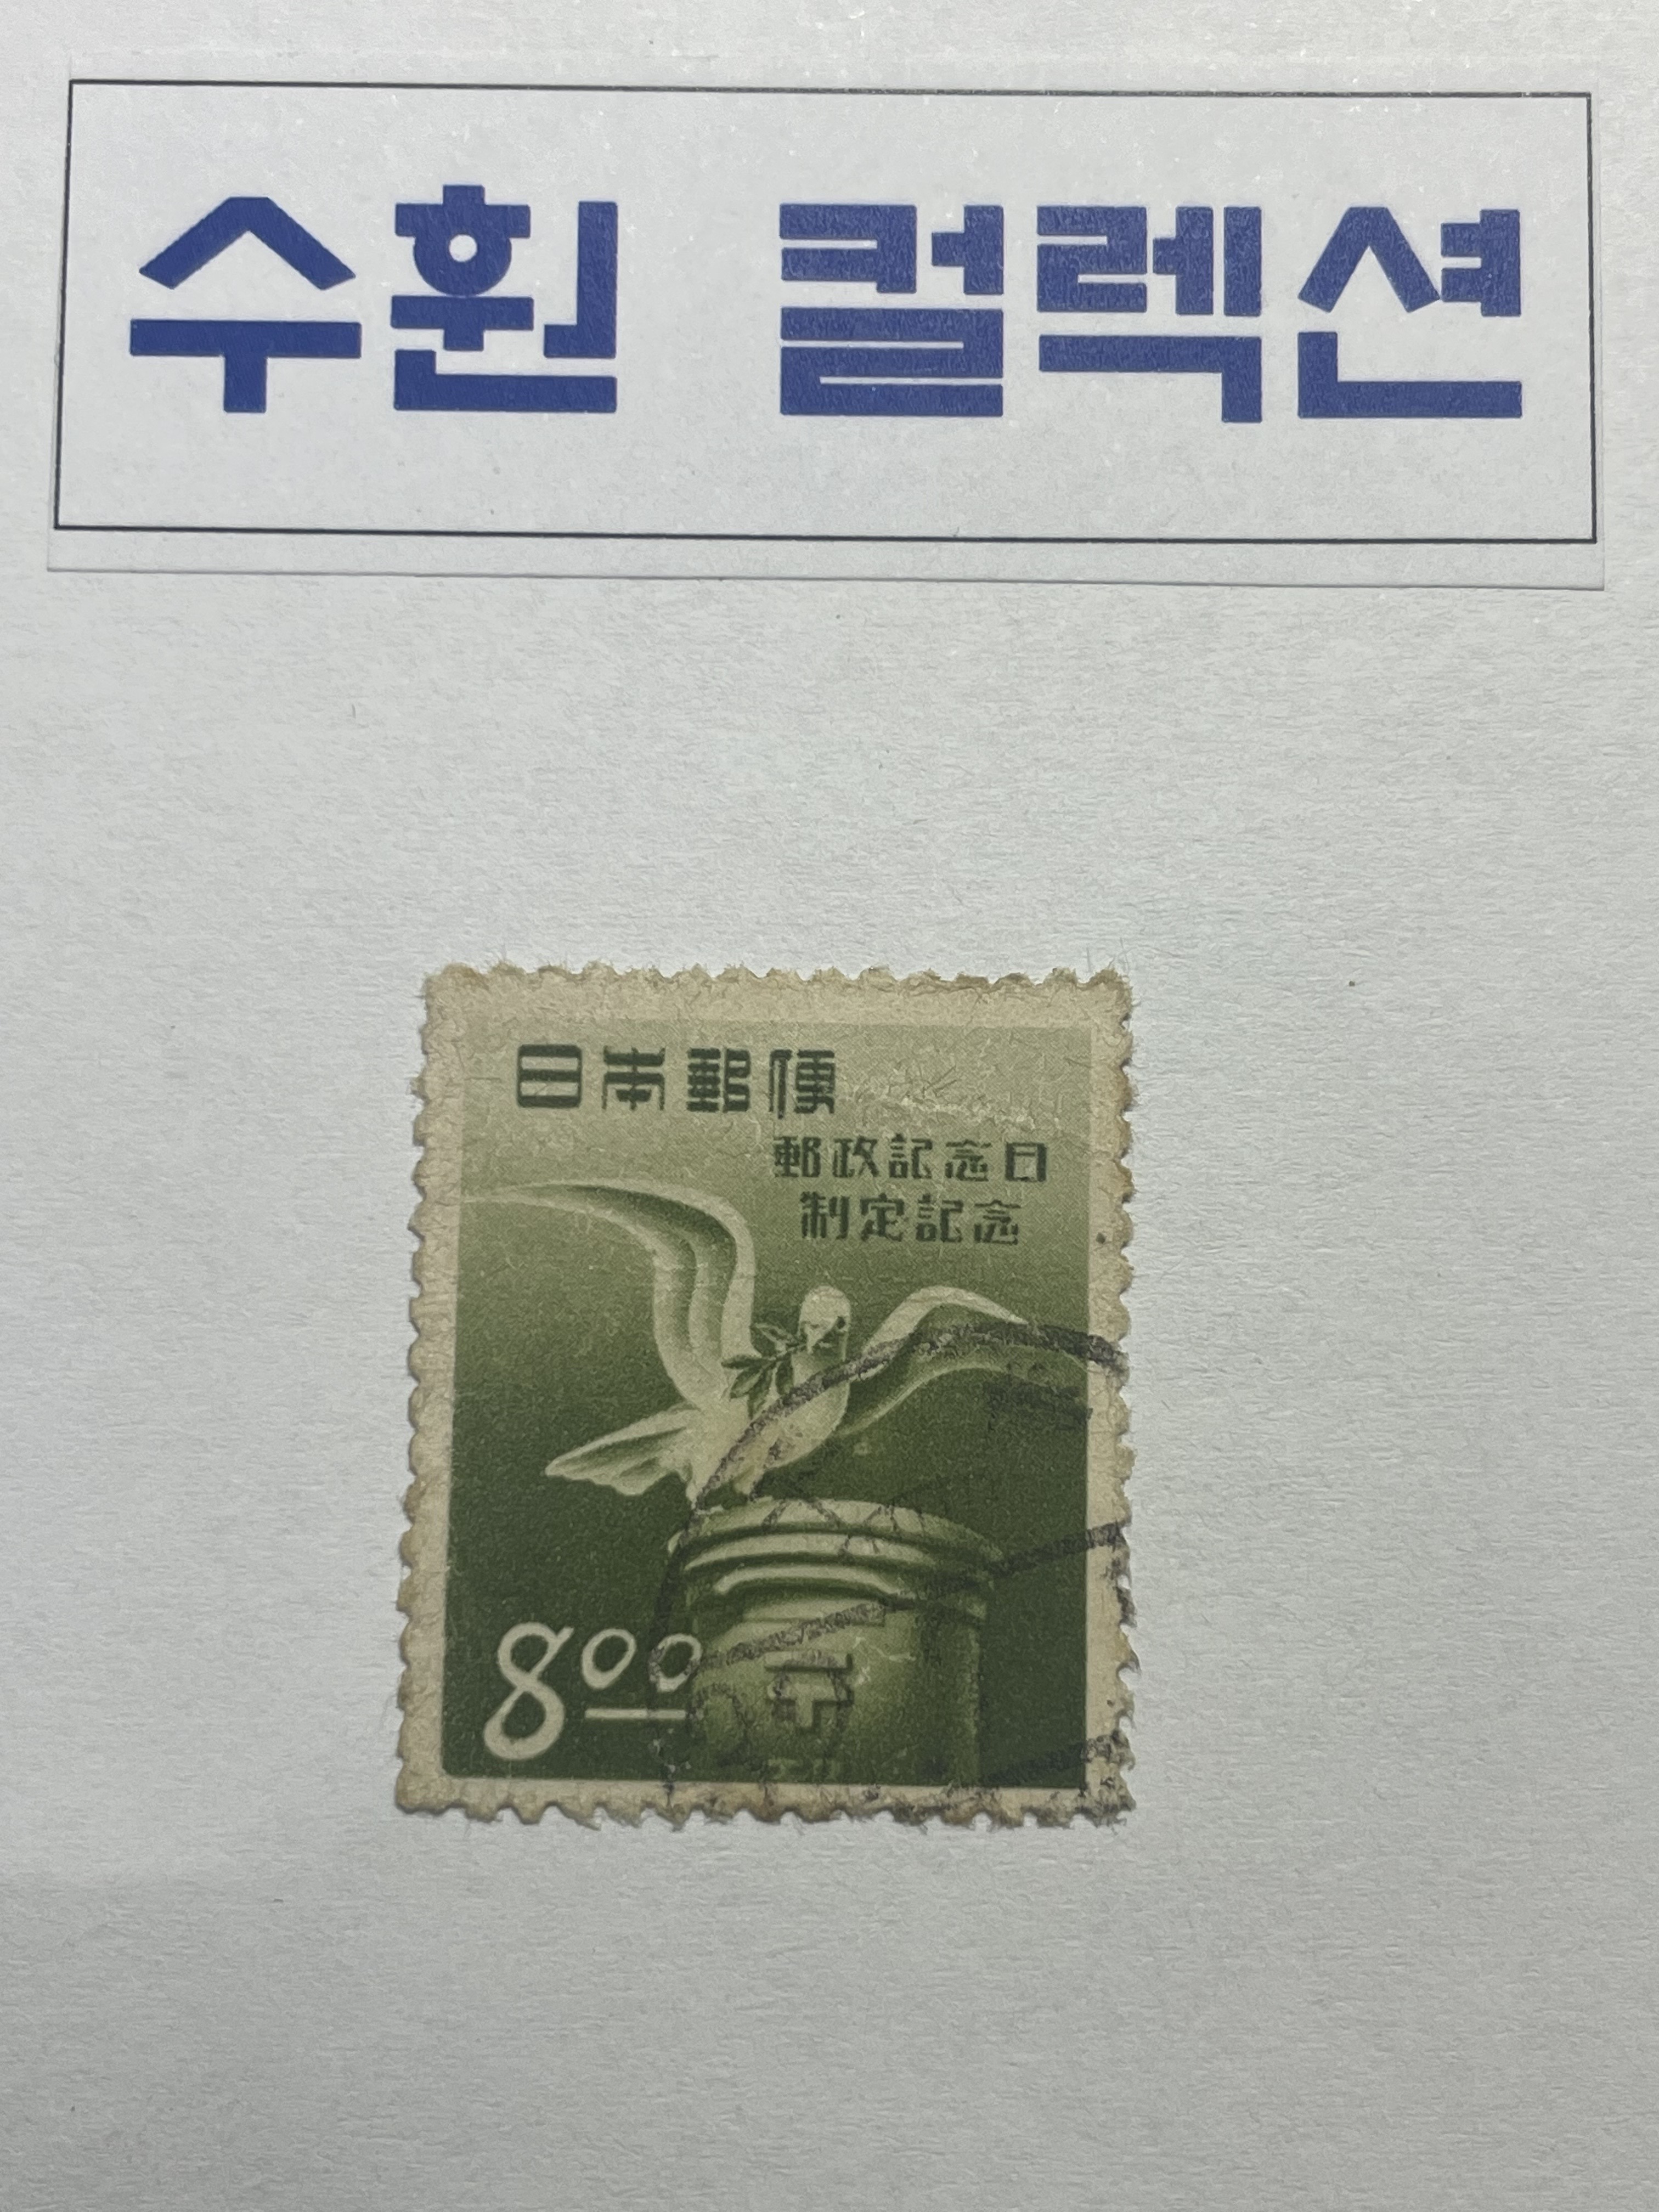 수훤 컬렉션
日本郵便
郵政記念日
制定記念
8.00
〒